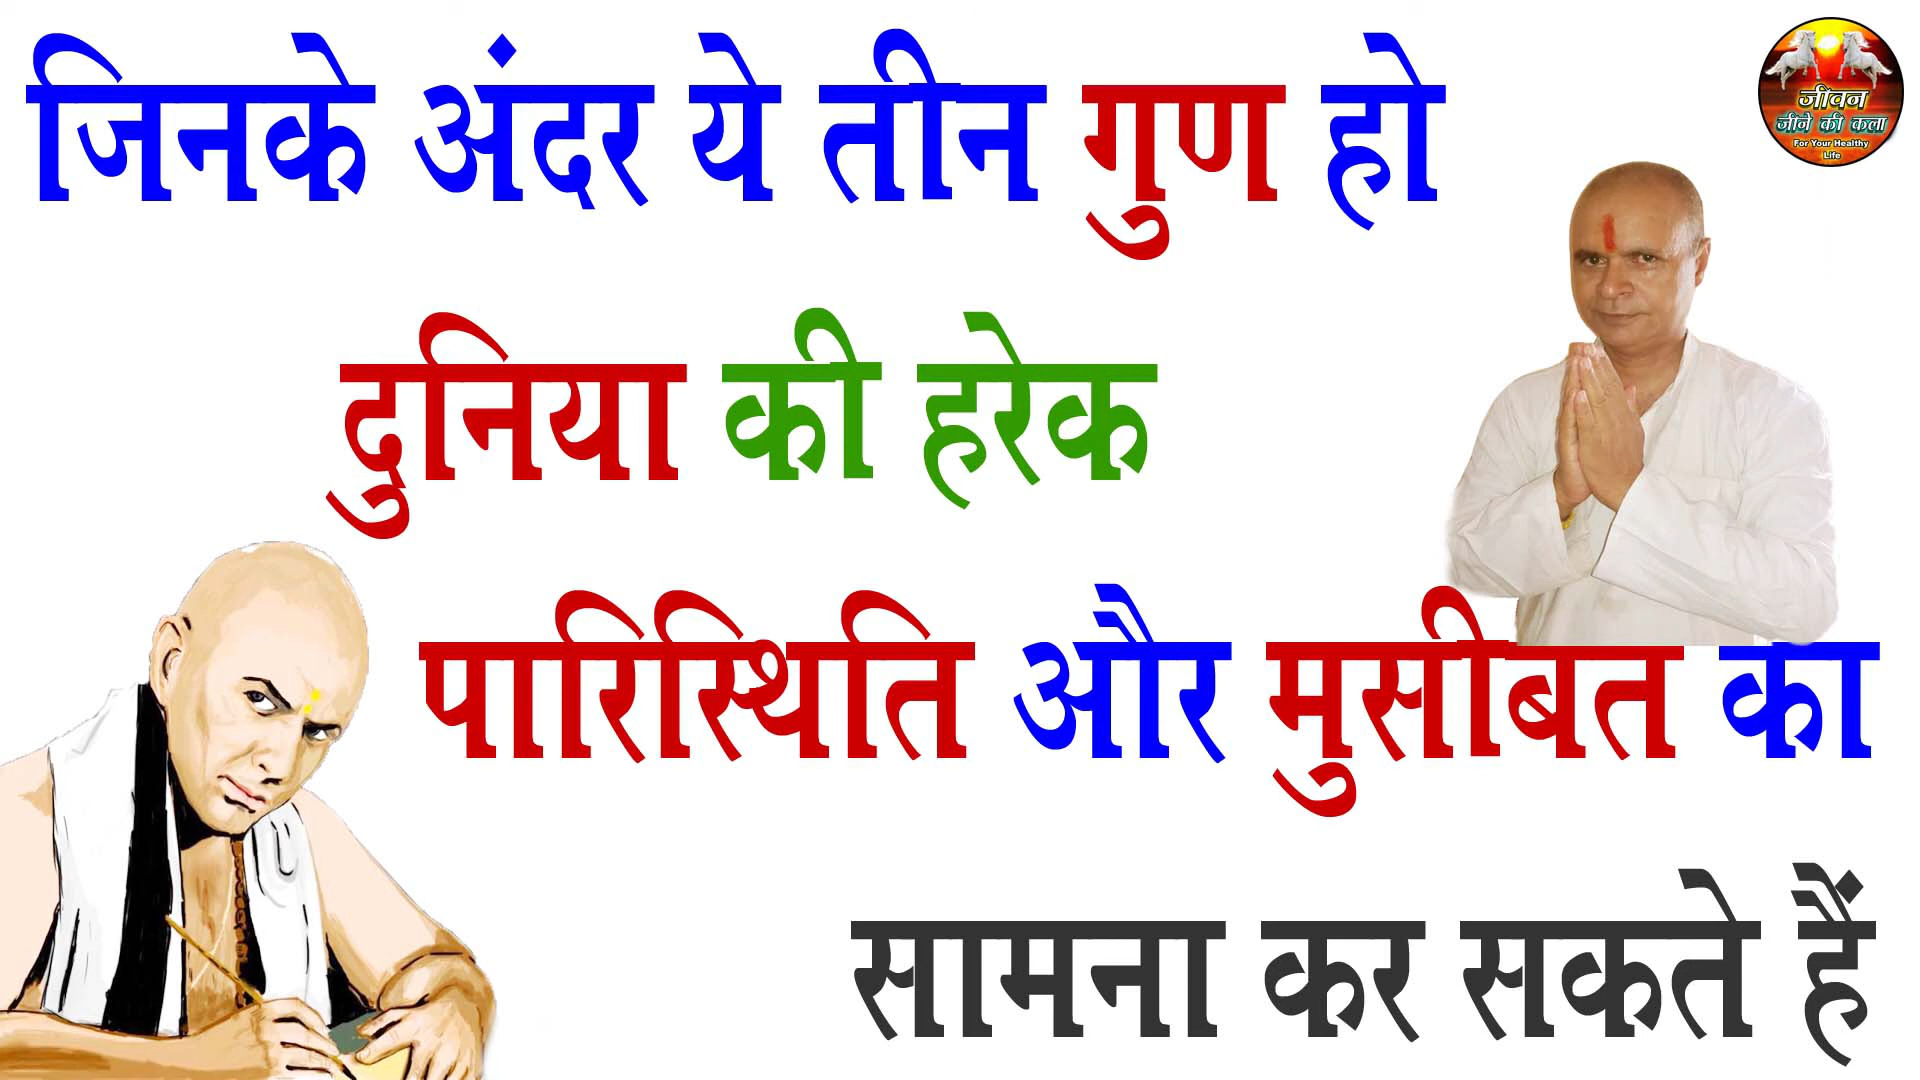 जिनके अंदर ये तीन गुण हो
दुनिया की हरेक
पारिस्थिति और मुसीबत का
सामना कर सकते हैं
जीवन
जीने की कला
For Your Healthy
Life